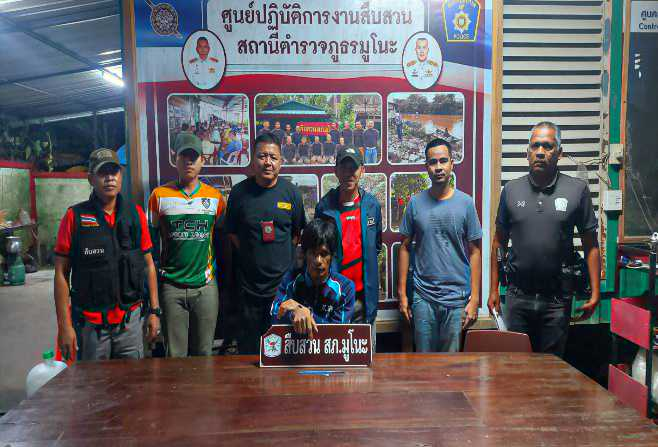 ศูนย์ปฏิบัติการงานสืบสวน
สถานีตำรวจภูธรมูโนะ
POLICE
สืบสวน
TCH
สืบสวน สภ.มูโนะ